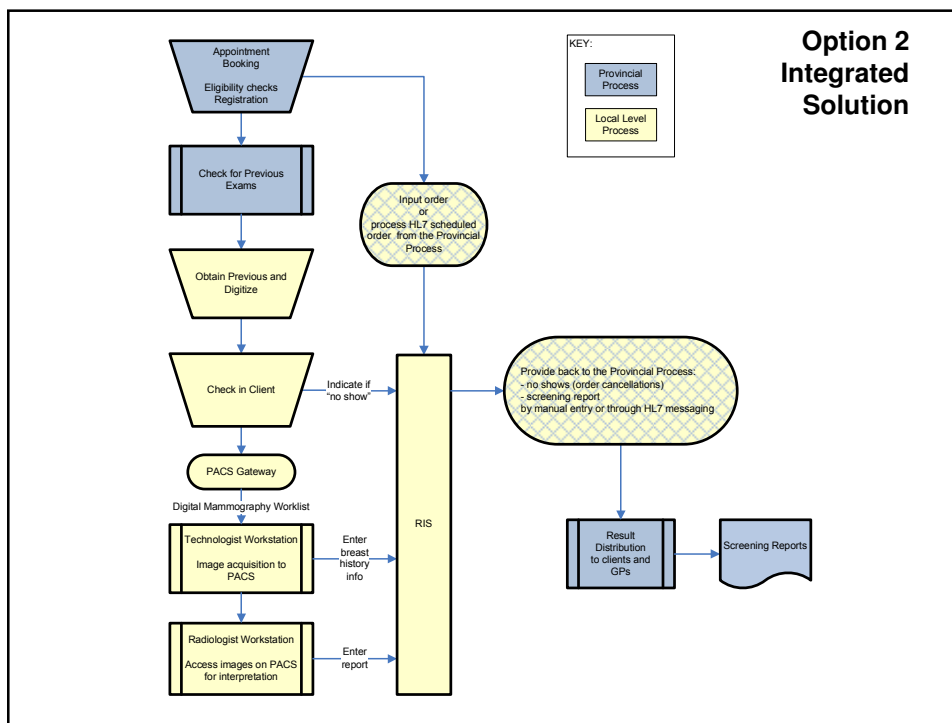 Option 2
Integrated
Solution
KEY:
Provincial
Process
Local Level
Process
Appointment
Booking
Eligibility checks
Registration
Check for Previous
Exams
Input order
or
process HL7 scheduled
order from the Provincial
Process
Obtain Previous and
Digitize
Check in Client
Indicate if
“no show”
Provide back to the Provincial Process:
- no shows (order cancellations)
- screening report
by manual entry or through HL7 messaging
PACS Gateway
Digital Mammography Worklist
RIS
Technologist Workstation
Image acquisition to
PACS
Enter
breast
history
info
Result
Distribution
to clients and
GPs
Screening Reports
Radiologist Workstation
Access images on PACS
for interpretation
Enter
report